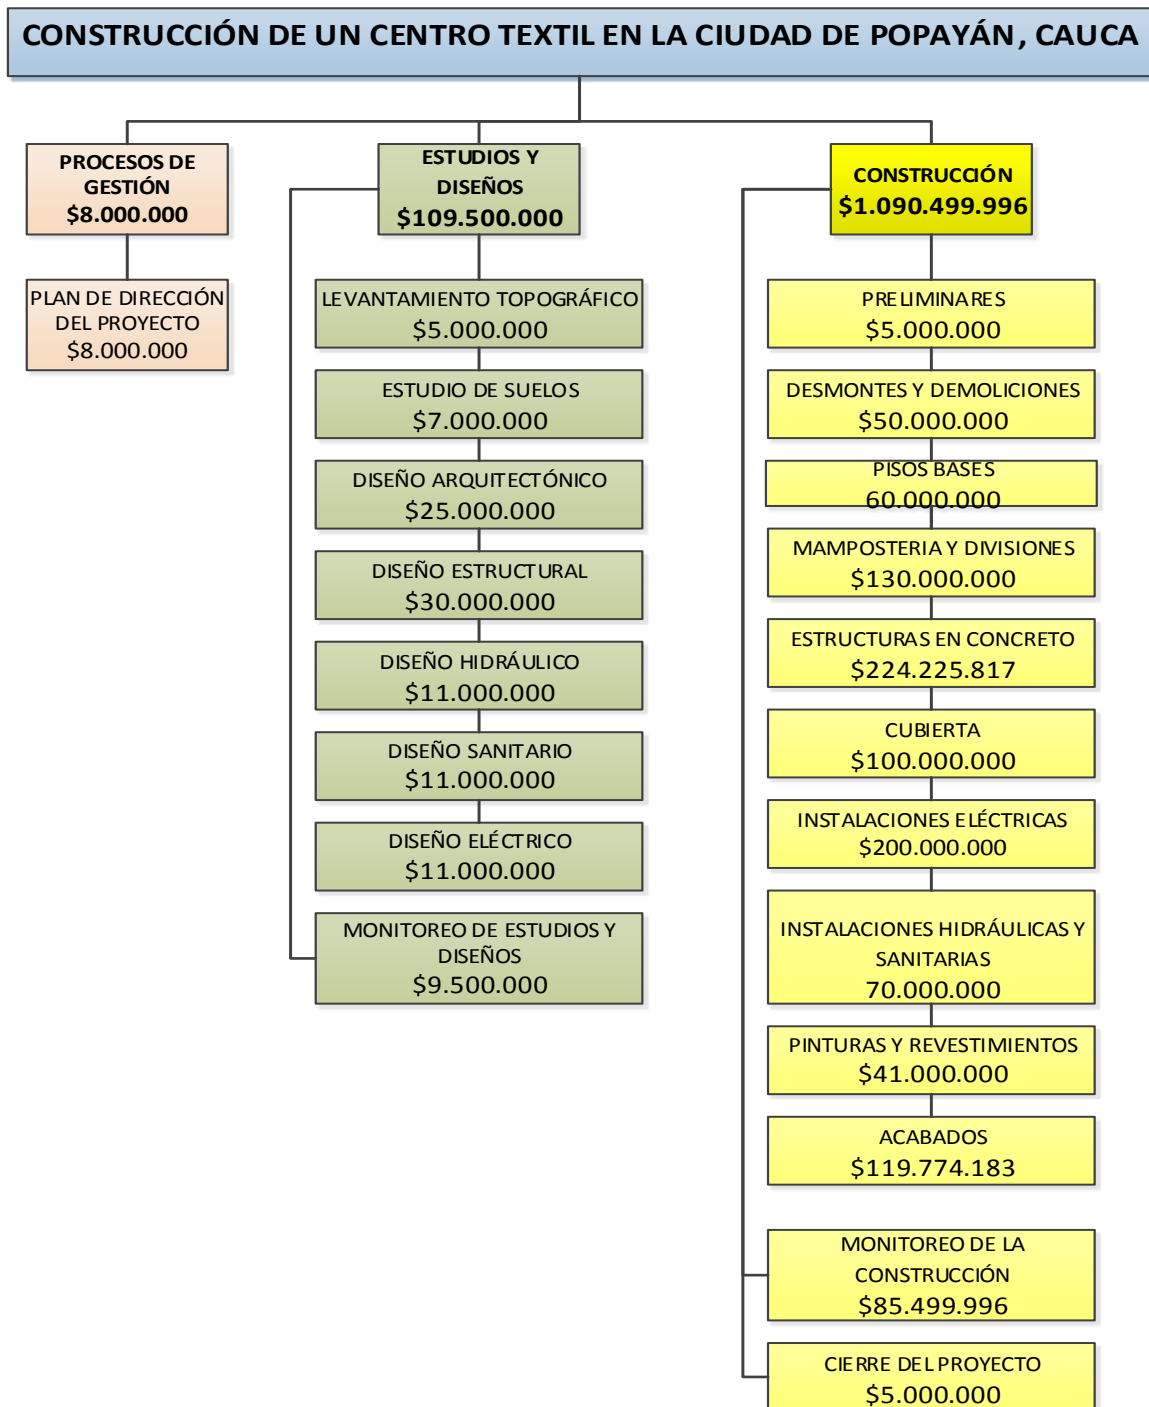 CONSTRUCCIÓN DE UN CENTRO TEXTIL EN LA CIUDAD DE POPAYÁN, CAUCA
PROCESOS DE
GESTIÓN
$8.000.000
PLAN DE DIRECCIÓN
DEL PROYECTO
$8.000.000
ESTUDIOS Y
DISEÑOS
$109.500.000
LEVANTAMIENTO TOPOGRÁFICO
$5.000.000
ESTUDIO DE SUELOS
$7.000.000
DISEÑO ARQUITECTÓNICO
$25.000.000
DISEÑO ESTRUCTURAL
$30.000.000
DISEÑO HIDRÁULICO
$11.000.000
DISEÑO SANITARIO
$11.000.000
DISEÑO ELÉCTRICO
$11.000.000
MONITOREO DE ESTUDIOS Y
DISEÑOS
$9.500.000
CONSTRUCCIÓN
$1.090.499.996
PRELIMINARES
$5.000.000
DESMONTES Y DEMOLICIONES
$50.000.000
PISOS BASES
60.000.000
MAMPOSTERIA Y DIVISIONES
$130.000.000
ESTRUCTURAS EN CONCRETO
$224.225.817
CUBIERTA
$100.000.000
INSTALACIONES ELÉCTRICAS
$200.000.000
INSTALACIONES HIDRÁULICAS Y
SANITARIAS
70.000.000
PINTURAS Y REVESTIMIENTOS
$41.000.000
ACABADOS
$119.774.183
MONITOREO DE LA
CONSTRUCCIÓN
$85.499.996
CIERRE DEL PROYECTO
$5.000.000